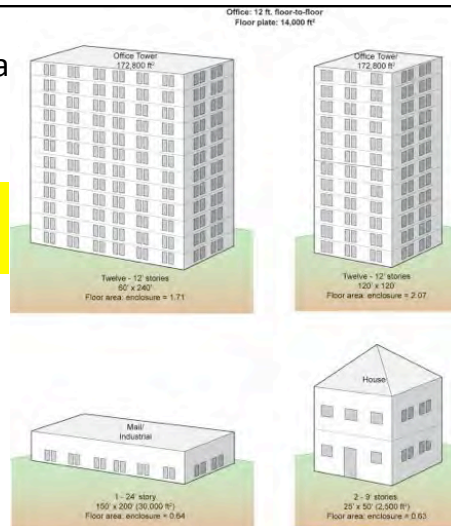 Office: 12 ft. floor-to-floor
Floor plate: 14,000 ft²
a
Office Tower
172,800 ft²
Twelve - 12' stories
60' x 240'
Floor area: enclosure = 1.71
Office Tower
172,800 ft²
Twelve - 12' stories
120' x 120'
Floor area: enclosure = 2.07
Mall/
Industrial
1 - 24' story
150' x 200' (30,000 ft²)
Floor area: enclosure = 0.64
House
2 - 9' stories
25' x 50' (2,500 ft²)
Floor area: enclosure = 0.63